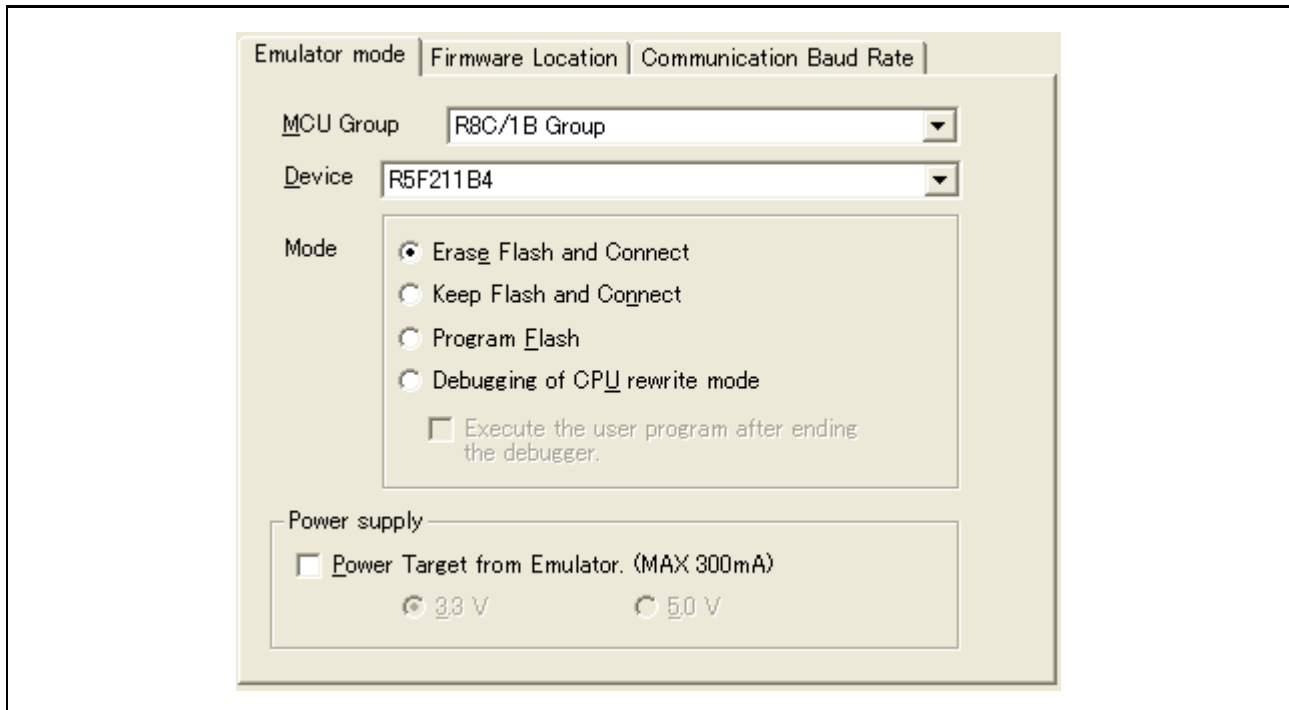 Emulator mode Firmware Location Communication Baud Rate
MCU Group R8C/1B Group
Device R5F211B4
Mode
Erase Flash and Connect
Keep Flash and Connect
Program Flash
Debugging of CPU rewrite mode
Execute the user program after ending
the debugger.
Power supply
Power Target from Emulator. (MAX 300mA)
3.3 V 5.0 V